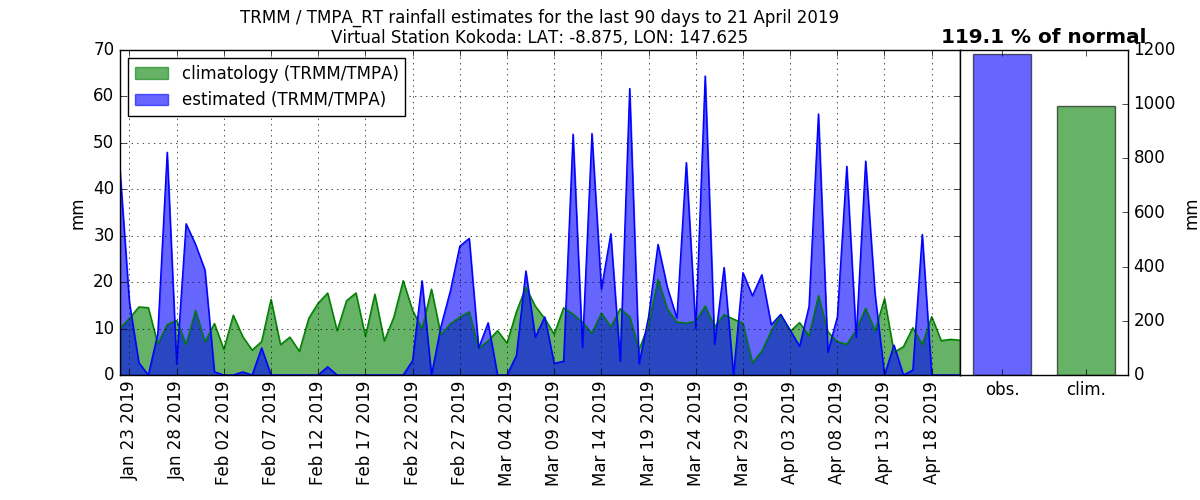 TRMM / TMPA_RT rainfall estimates for the last 90 days to 21 April 2019
Virtual Station Kokoda: LAT: -8.875, LON: 147.625
119.1 % of normal
climatology (TRMM/TMPA)
estimated (TRMM/TMPA)
mm
70
60
50
40
30
20
10
0
Jan 23 2019
Jan 28 2019
Feb 02 2019
Feb 07 2019
Feb 12 2019
Feb 17 2019
Feb 22 2019
Feb 27 2019
Mar 04 2019
Mar 09 2019
Mar 14 2019
Mar 19 2019
Mar 24 2019
Mar 29 2019
Apr 03 2019
Apr 08 2019
Apr 13 2019
Apr 18 2019
obs.
clim.
1200
1000
800
600
400
200
0
mm